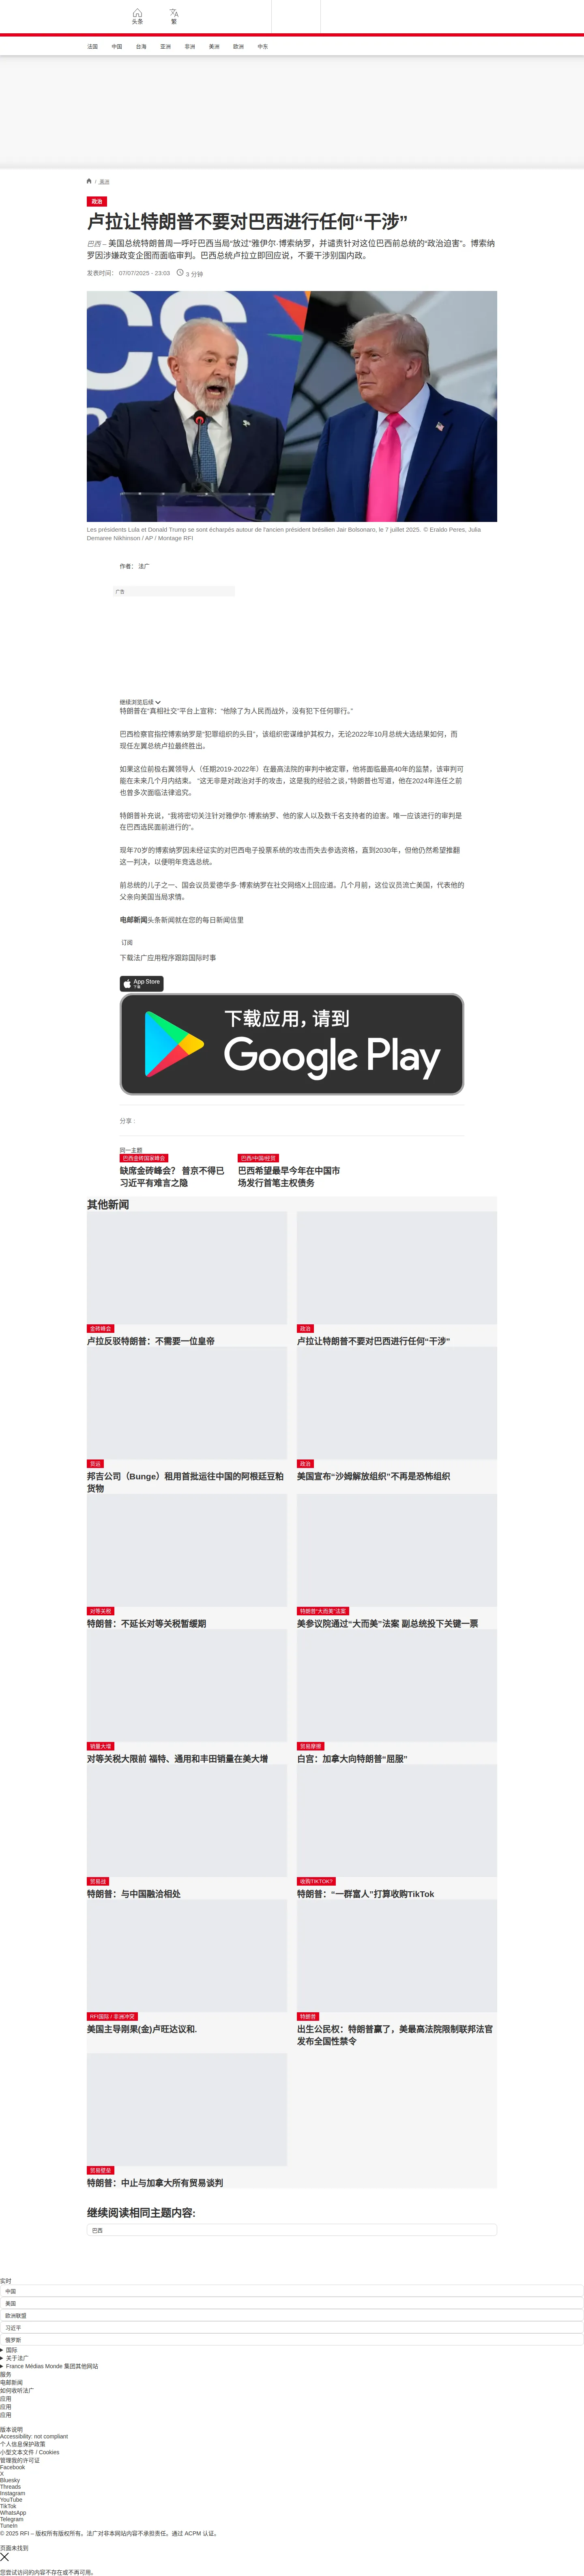 头条
繁
法国
中国
台海
亚洲
非洲
美洲
欧洲
中东
/ 美洲
政治
卢拉让特朗普不要对巴西进行任何“干涉”
巴西 – 美国总统特朗普周一呼吁巴西当局“放过”雅伊尔·博索纳罗，并谴责针对这位巴西前总统的“政治迫害”。博索纳
罗因涉嫌政变企图而面临审判。巴西总统卢拉立即回应说，不要干涉别国内政。
发表时间： 07/07/2025 - 23:03
3 分钟
Les présidents Lula et Donald Trump se sont écharpés autour de l'ancien président brésilien Jair Bolsonaro, le 7 juillet 2025. © Eraldo Peres, Julia
Demaree Nikhinson / AP / Montage RFI
作者： 法广
广告
继续浏览后续
特朗普在“真相社交”平台上宣称：“他除了为人民而战外，没有犯下任何罪行。”
巴西检察官指控博索纳罗是“犯罪组织的头目”，该组织密谋维护其权力，无论2022年10月总统大选结果如何，而
现任左翼总统卢拉最终胜出。
如果这位前极右翼领导人（任期2019-2022年）在最高法院的审判中被定罪，他将面临最高40年的监禁，该审判可
能在未来几个月内结束。 “这无非是对政治对手的攻击，这是我的经验之谈，”特朗普也写道，他在2024年连任之前
也曾多次面临法律追究。
特朗普补充说，“我将密切关注针对雅伊尔·博索纳罗、他的家人以及数千名支持者的迫害。唯一应该进行的审判是
在巴西选民面前进行的”。
现年70岁的博索纳罗因未经证实的对巴西电子投票系统的攻击而失去参选资格，直到2030年，但他仍然希望推翻
这一判决，以便明年竞选总统。
前总统的儿子之一、国会议员爱德华多·博索纳罗在社交网络X上回应道。几个月前，这位议员流亡美国，代表他的
父亲向美国当局求情。
电邮新闻头条新闻就在您的每日新闻信里
订阅
下载法广应用程序跟踪国际时事
App Store
下载应用，请到
Google Play
分享 :
同一主题
巴西金砖国家峰会
缺席金砖峰会？ 普京不得已
习近平有难言之隐
巴西/中国/经贸
巴西希望最早今年在中国市
场发行首笔主权债务
其他新闻
金砖峰会
卢拉反驳特朗普：不需要一位皇帝
政治
卢拉让特朗普不要对巴西进行任何“干涉”
货运
邦吉公司（Bunge）租用首批运往中国的阿根廷豆粕
货物
政治
美国宣布“沙姆解放组织”不再是恐怖组织
对等关税
特朗普：不延长对等关税暂缓期
特朗普“大而美”法案
美参议院通过“大而美”法案 副总统投下关键一票
销量大增
对等关税大限前 福特、通用和丰田销量在美大增
贸易摩擦
白宫：加拿大向特朗普“屈服”
贸易战
特朗普：与中国融洽相处
收购TIKTOK?
特朗普：“一群富人”打算收购TikTok
RFI国际 / 非洲冲突
美国主导刚果(金)卢旺达议和.
特朗普
出生公民权：特朗普赢了，美最高法院限制联邦法官
发布全国性禁令
贸易壁垒
特朗普：中止与加拿大所有贸易谈判
继续阅读相同主题内容:
巴西
实时
中国
美国
欧洲联盟
习近平
俄罗斯
国际
关于法广
France Médias Monde 集团其他网站
服务
电邮新闻
如何收听法广
应用
应用
应用
版本说明
Accessibility: not compliant
个人信息保护政策
小型文本文件 / Cookies
管理我的许可证
Facebook
X
Bluesky
Threads
Instagram
YouTube
TikTok
WhatsApp
Telegram
TuneIn
© 2025 RFI – 版权所有版权所有。法广对非本网站内容不承担责任。通过 ACPM 认证。
页面未找到
您尝试访问的内容不存在或不再可用。